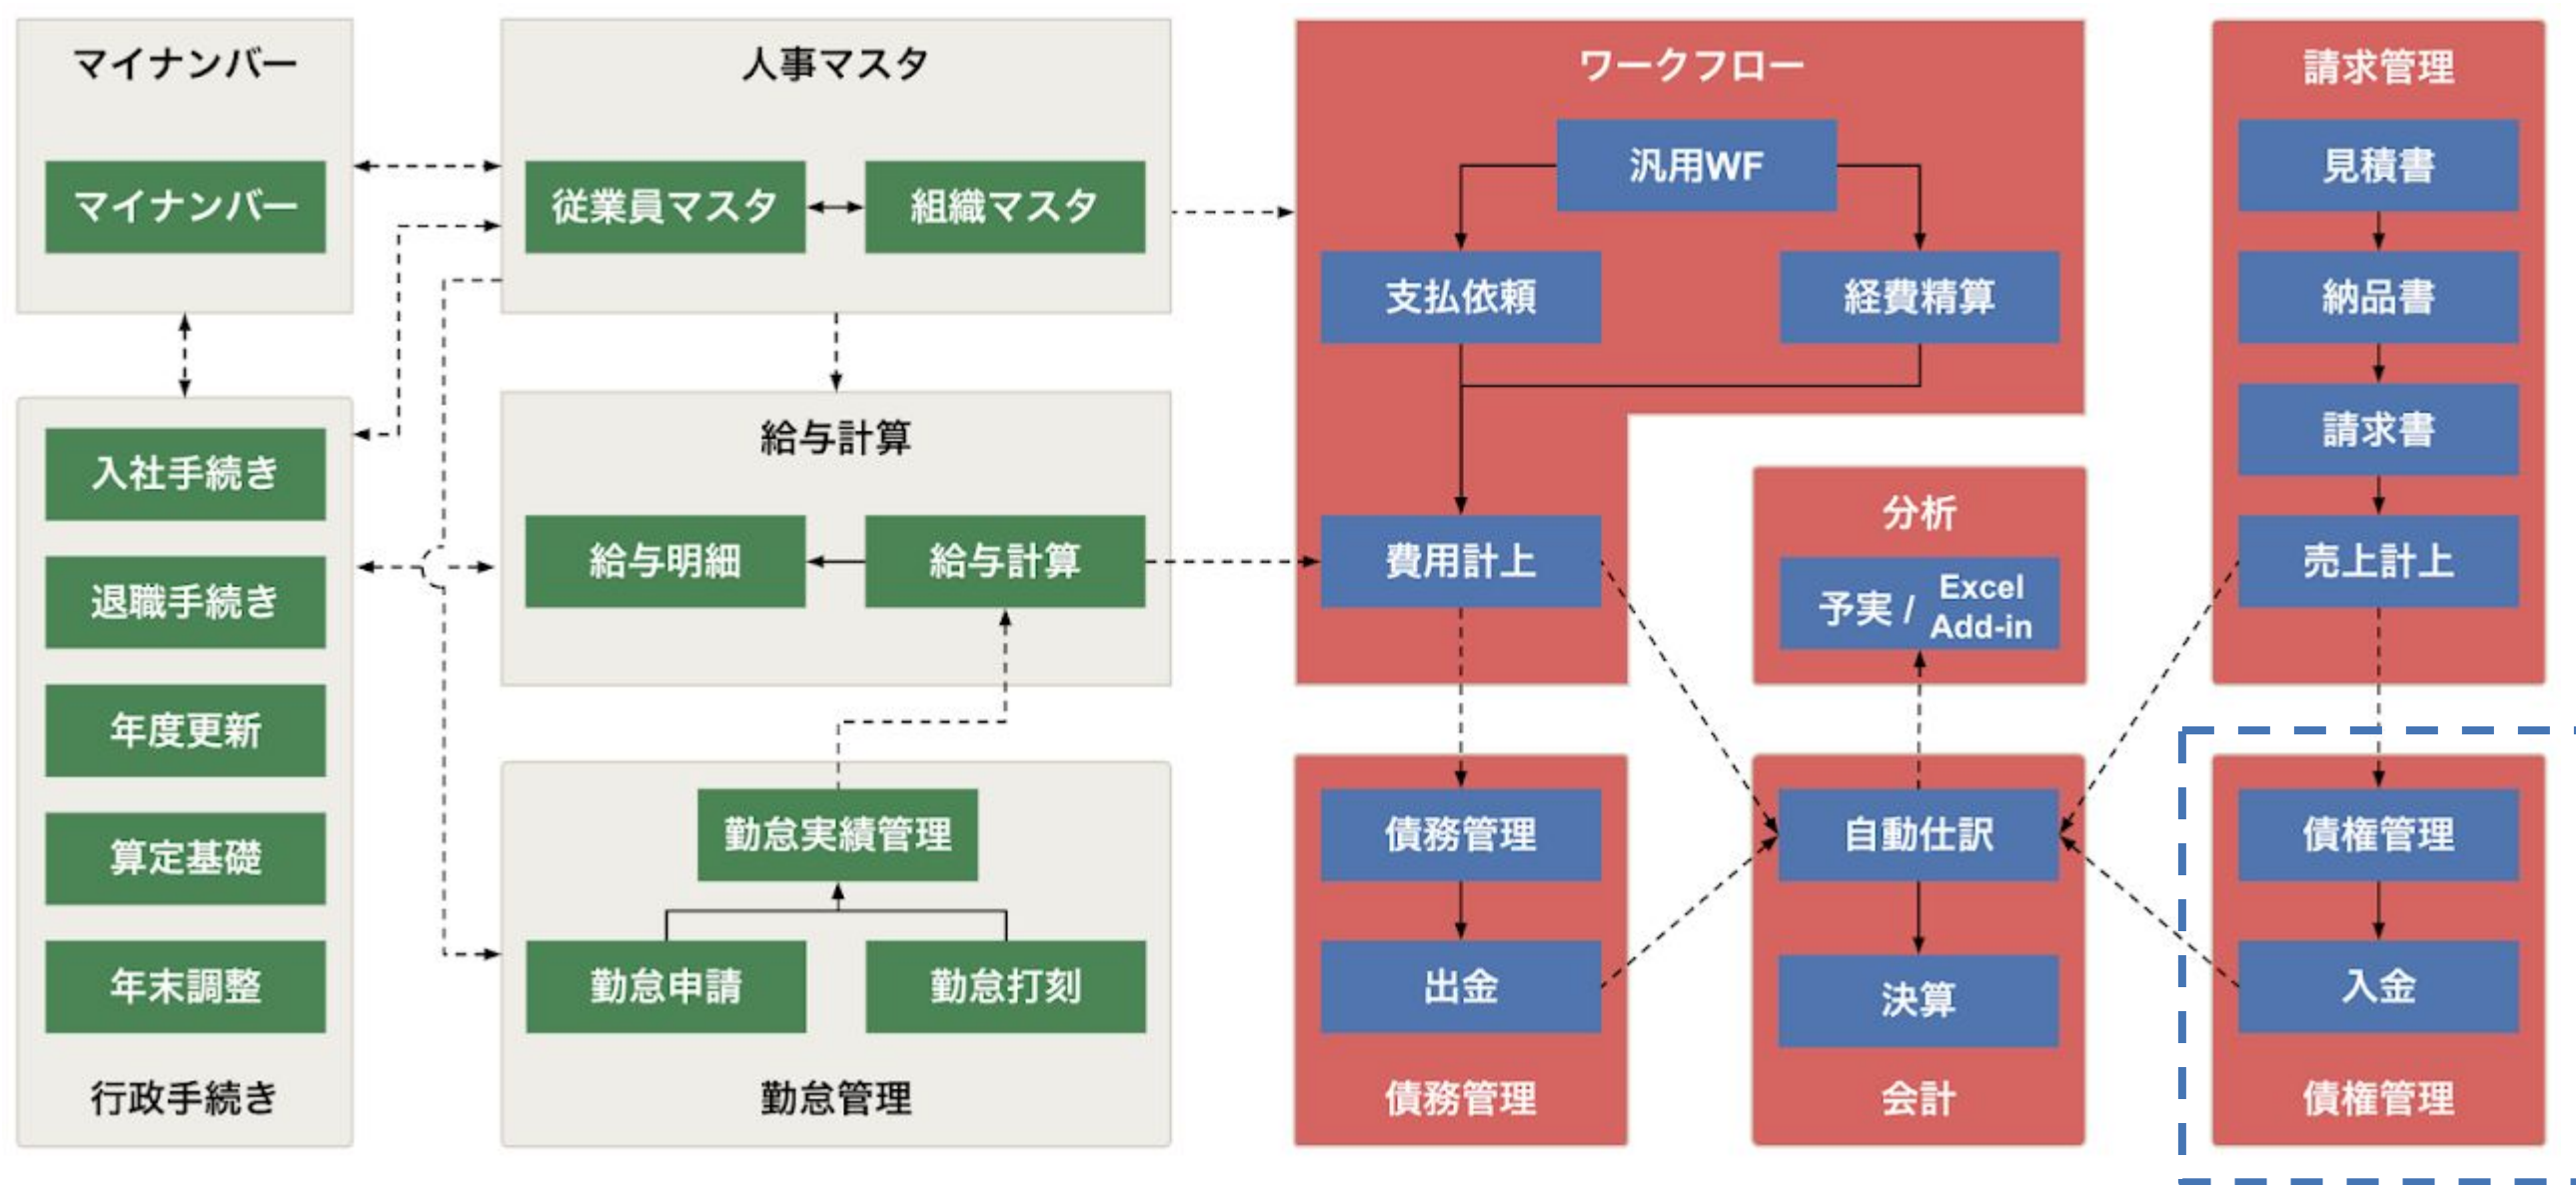 マイナンバー
マイナンバー
入社手続き
退職手続き
年度更新
算定基礎
年末調整
行政手続き
人事マスタ
従業員マスタ
組織マスタ
給与計算
給与明細
給与計算
勤怠実績管理
勤怠申請
勤怠打刻
勤怠管理
ワークフロー
汎用WF
支払依頼
経費精算
費用計上
債務管理
出金
債務管理
分析
予実 / Excel
Add-in
自動仕訳
決算
会計
請求管理
見積書
納品書
請求書
売上計上
債権管理
入金
債権管理